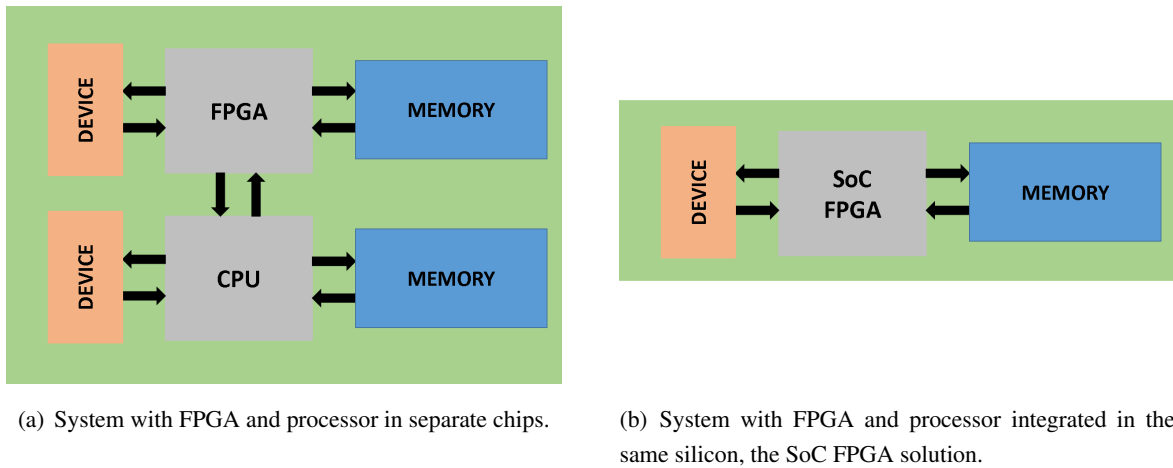 DEVICE
FPGA
MEMORY
DEVICE
CPU
MEMORY
(a) System with FPGA and processor in separate chips.
DEVICE
SoC
FPGA
MEMORY
(b) System with FPGA and processor integrated in the
same silicon, the SoC FPGA solution.